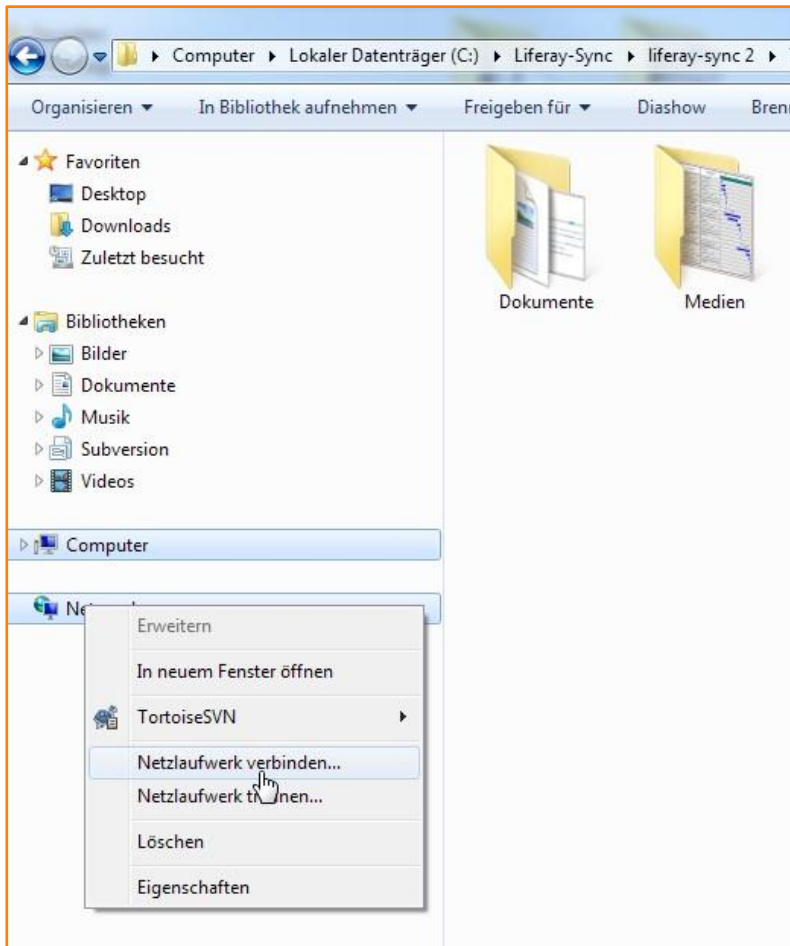 Computer Lokaler Datenträger (C:) Liferay-Sync liferay-sync 2
Organisieren In Bibliothek aufnehmen Freigeben für Diashow
Favoriten
Desktop
Downloads
Zuletzt besucht
Bibliotheken
Bilder
Dokumente
Musik
Subversion
Videos
Computer
Erweitern
In neuem Fenster öffnen
TortoiseSVN
Netzlaufwerk verbinden...
Netzlaufwerk trennen...
Löschen
Eigenschaften
Dokumente
Medien